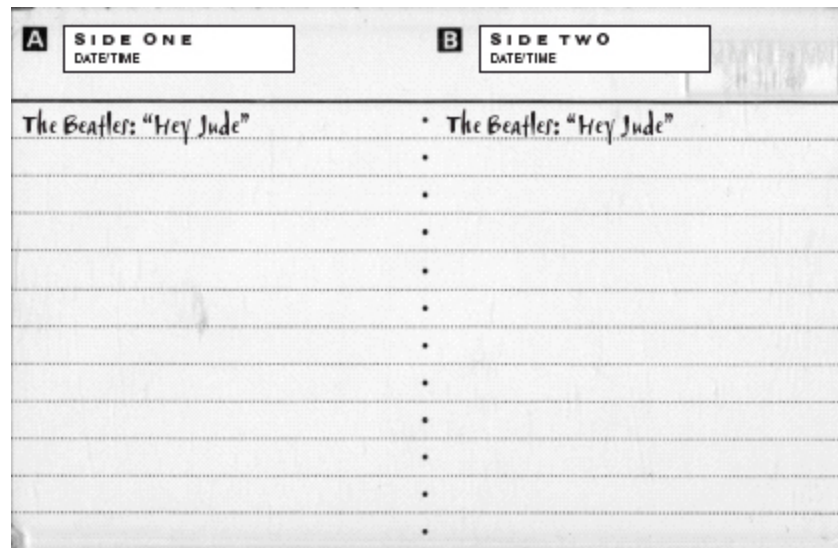 A SIDE ONE
DATE/TIME
B SIDE TWO
DATE/TIME
The Beatles: “Hey Jude”
The Beatles: “Hey Jude”